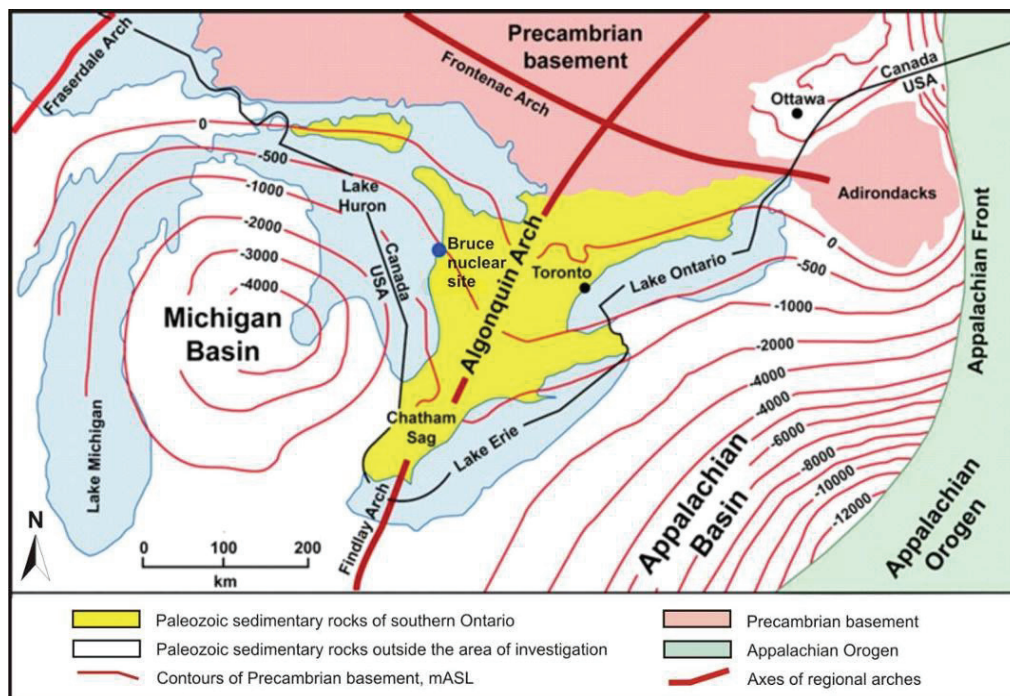 Fraserdale Arch
Precambrian
basement
Frontenac Arch
Canada
USA
Ottawa
Adirondacks
0
-500
-1000
-2000
-3000
-4000
Lake
Huron
Canada
USA
Bruce
nuclear
site
Algonquin Arch
Toronto
Lake Ontario
0
-500
-1000
-2000
-4000
-4000
-6000
-8000
-10000
-12000
Michigan
Basin
Lake Michigan
Chatham
Sag
Lake Erie
Findlay Arch
Appalachian
Basin
Appalachian Front
Appalachian
Orogen
N
0 100 200
km
Paleozoic sedimentary rocks of southern Ontario
Paleozoic sedimentary rocks outside the area of investigation
Contours of Precambrian basement, mASL
Precambrian basement
Appalachian Orogen
Axes of regional arches